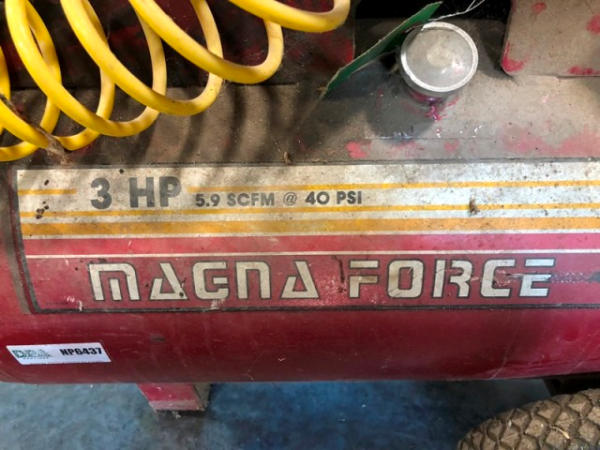 3 HP 5.9 SCFM @ 40 PSI
MAGNA FORCE
NP6437